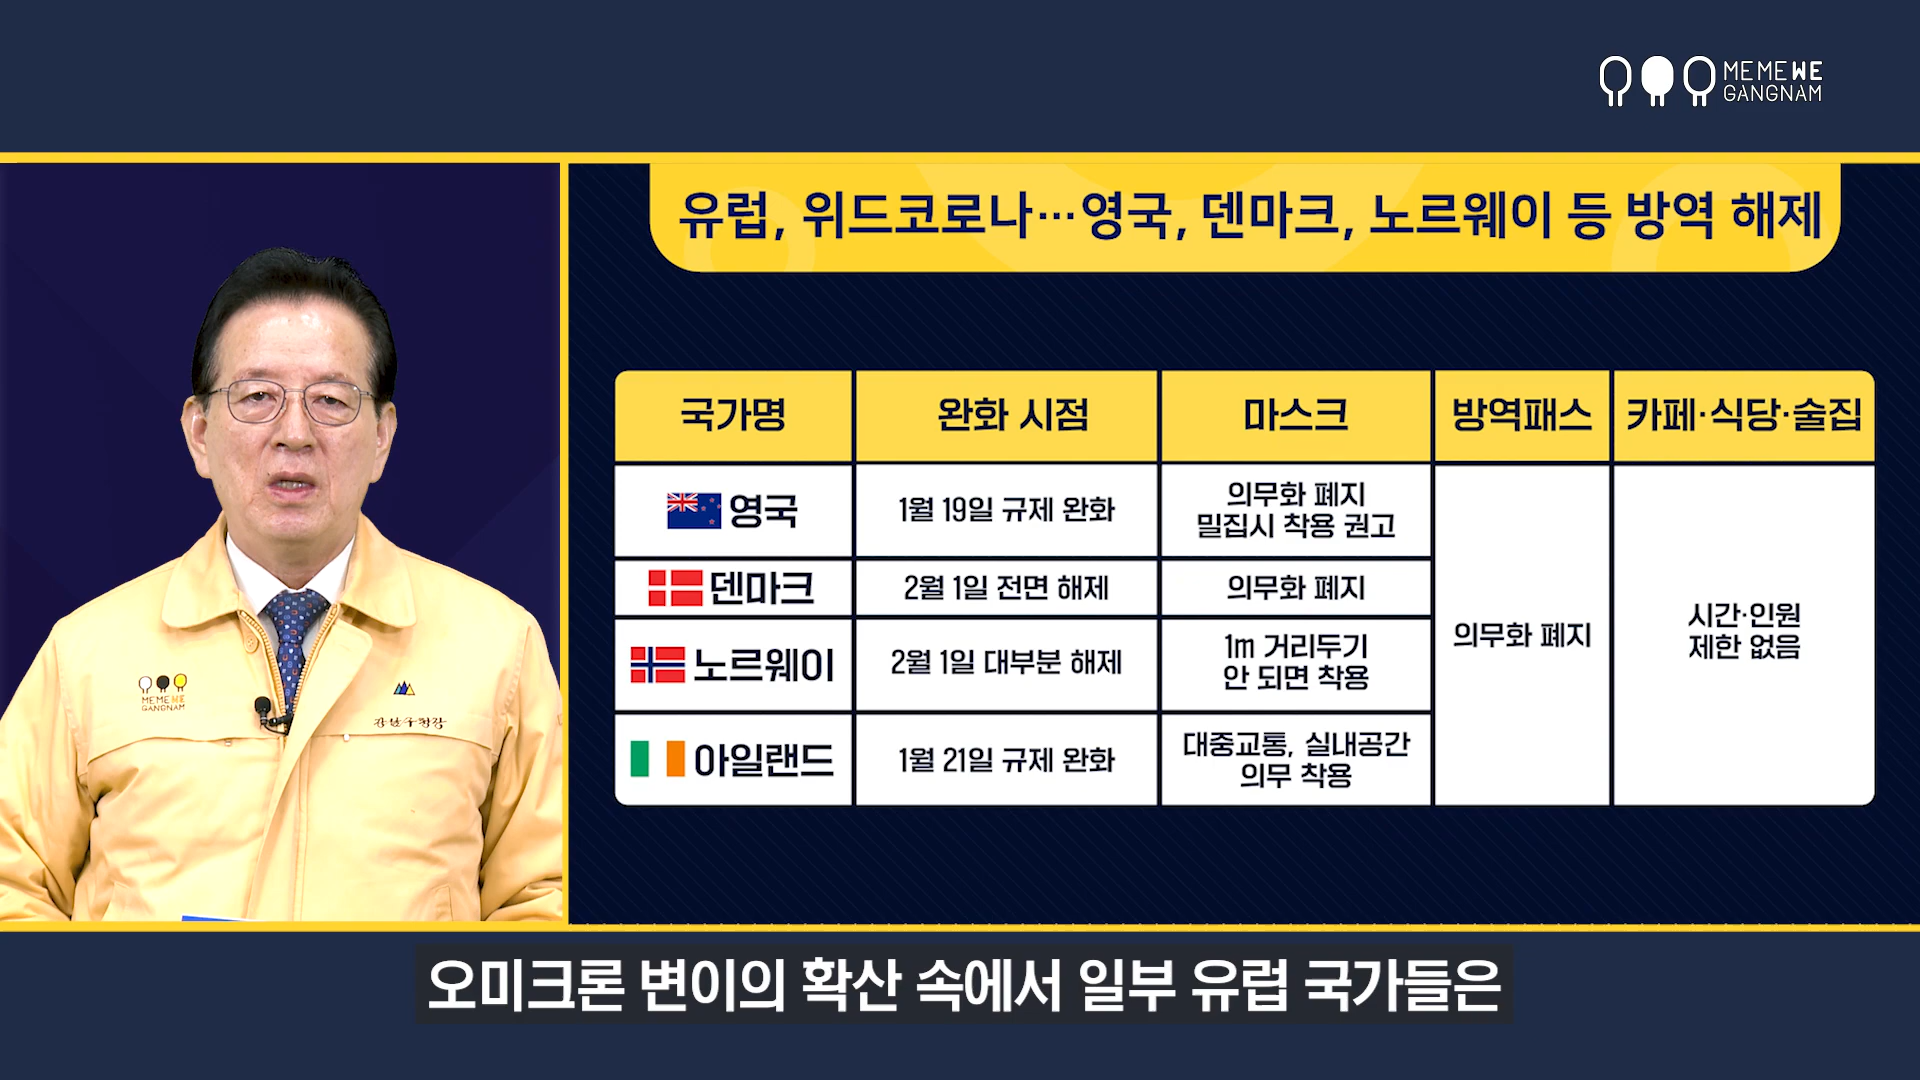 MEMEWE
GANGNAM
유럽, 위드코로나…영국, 덴마크, 노르웨이 등 방역 해제
국가명 완화 시점 마스크 방역패스 카페·식당·술집
영국 1월 19일 규제 완화 의무화 폐지
밀집시 착용 권고
덴마크 2월 1일 전면 해제 의무화 폐지
노르웨이 2월 1일 대부분 해제 1m 거리두기
안 되면 착용
아일랜드 1월 21일 규제 완화 대중교통, 실내공간
의무 착용
의무화 폐지
시간·인원
제한 없음
MEMEWE
GANGNAM
강남구청장
오미크론 변이의 확산 속에서 일부 유럽 국가들은